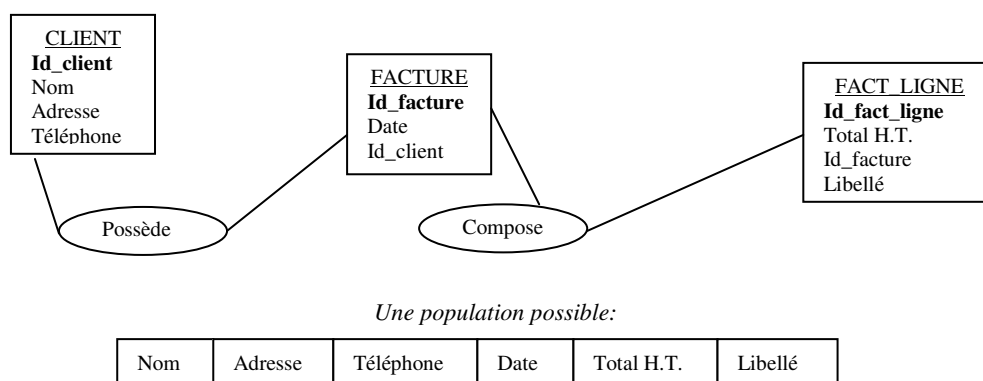 CLIENT
Id_client
Nom
Adresse
Téléphone
FACTURE
Id_facture
Date
Id_client
FACT_LIGNE
Id_fact_ligne
Total H.T.
Id_facture
Libellé
Possède
Compose
Une population possible:
Nom Adresse Téléphone Date Total H.T. Libellé